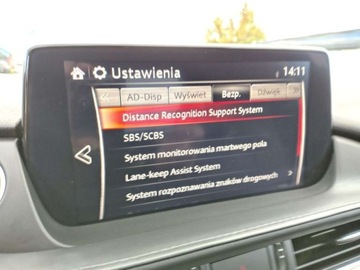 Ustawienia 14:11
AD-Disp Wyświet Bezp. Dźwięk
Distance Recognition Support System
SBS/SCBS
System monitorowania martwego pola
Lane-keep Assist System
System rozpoznawania znaków drogowych